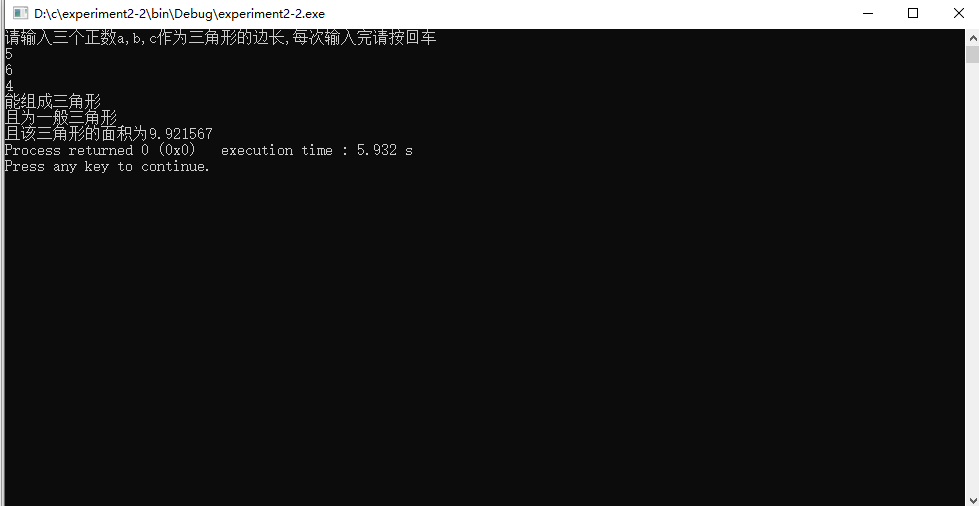 D:\c\experiment2-2\bin\Debug\experiment2-2.exe
请输入三个正数a,b,c作为三角形的边长,每次输入完请按回车
5
6
4
能组成三角形
且为一般三角形
且该三角形的面积为9.921567
Process returned 0 (0x0)   execution time : 5.932 s
Press any key to continue.